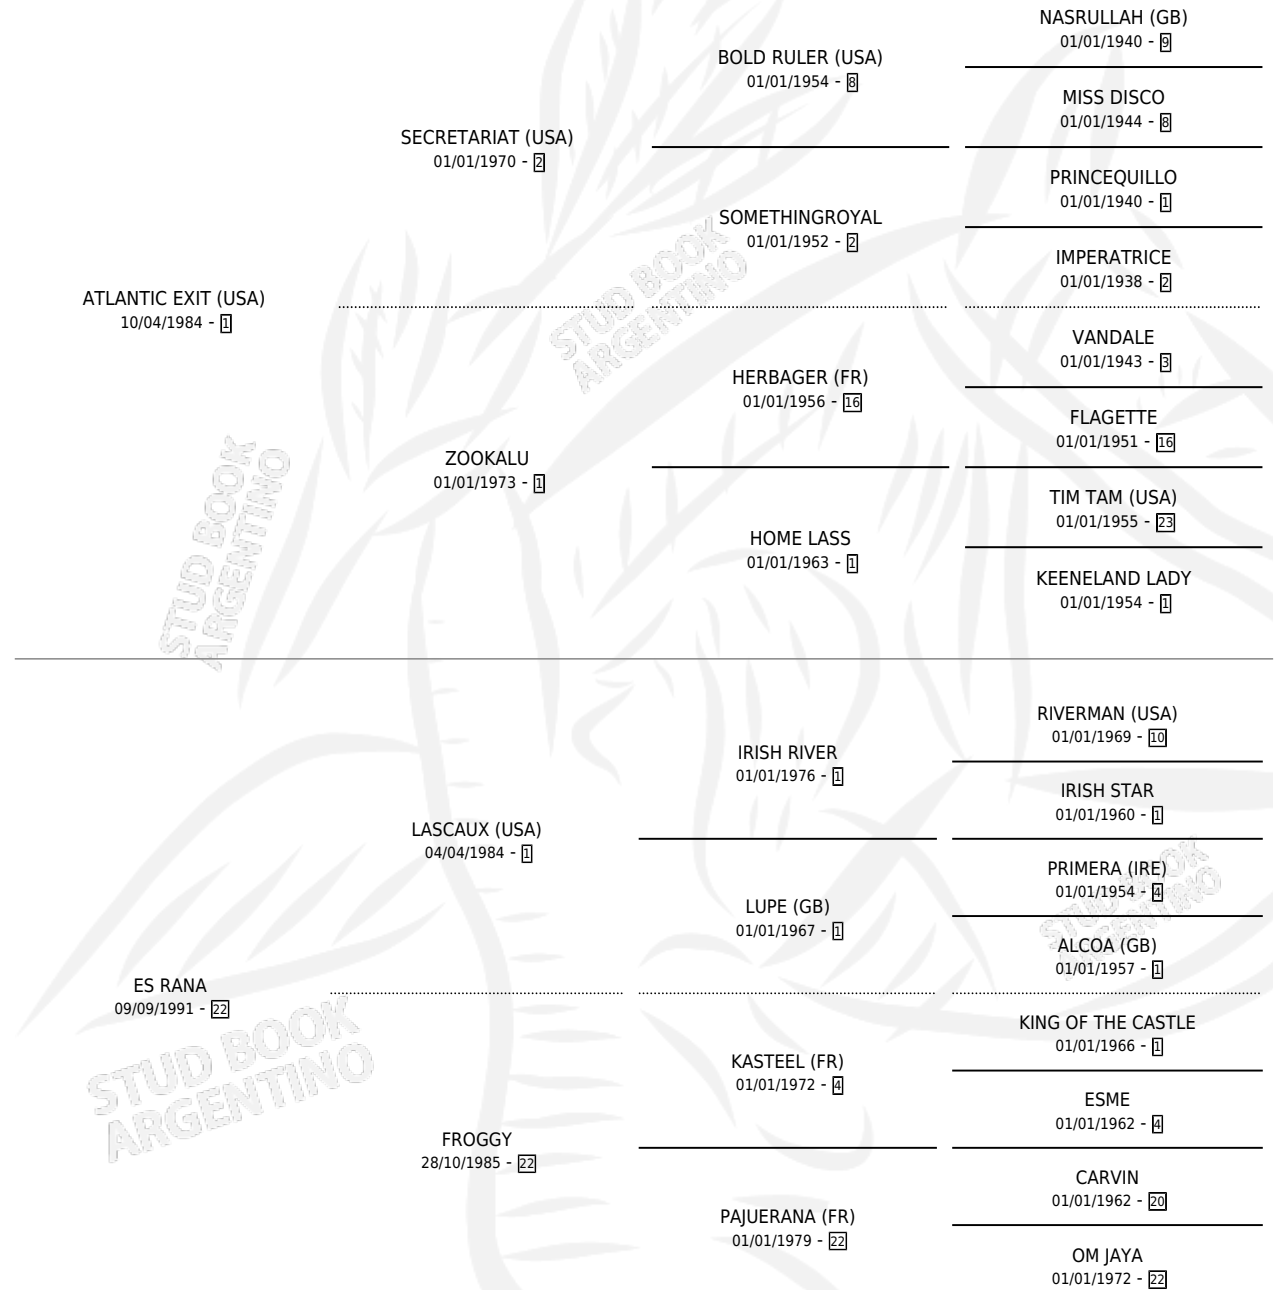 NASRULLAH (GB)
01/01/1940 - 9
BOLD RULER (USA)
01/01/1954 - 8
MISS DISCO
01/01/1944 - 8
SECRETARIAT (USA)
01/01/1970 - 2
PRINCEQUILLO
01/01/1940 - 1
SOMETHINGROYAL
01/01/1952 - 2
IMPERATRICE
01/01/1938 - 2
ATLANTIC EXIT (USA)
10/04/1984 - 1
STUD BOOK
ARGENTINO
VANDALE
01/01/1943 - 3
HERBAGER (FR)
01/01/1956 - 16
FLAGETTE
01/01/1951 - 16
ZOOKALU
01/01/1973 - 1
TIM TAM (USA)
01/01/1955 - 23
HOME LASS
01/01/1963 - 1
KEENELAND LADY
01/01/1954 - 1
STUD BOOK
ARGENTINO
RIVERMAN (USA)
01/01/1969 - 10
IRISH RIVER
01/01/1976 - 1
IRISH STAR
01/01/1960 - 1
LASCAUX (USA)
04/04/1984 - 1
PRIMERA (IRE)
01/01/1954 - 4
LUPE (GB)
01/01/1967 - 1
ALCOA (GB)
01/01/1957 - 1
STUD BOOK
ARGENTINO
ES RANA
09/09/1991 - 22
KING OF THE CASTLE
01/01/1966 - 1
KASTEEL (FR)
01/01/1972 - 4
ESME
01/01/1962 - 4
STUD BOOK
ARGENTINO
FROGGY
28/10/1985 - 22
CARVIN
01/01/1962 - 20
PAJUERANA (FR)
01/01/1979 - 22
OM JAYA
01/01/1972 - 22